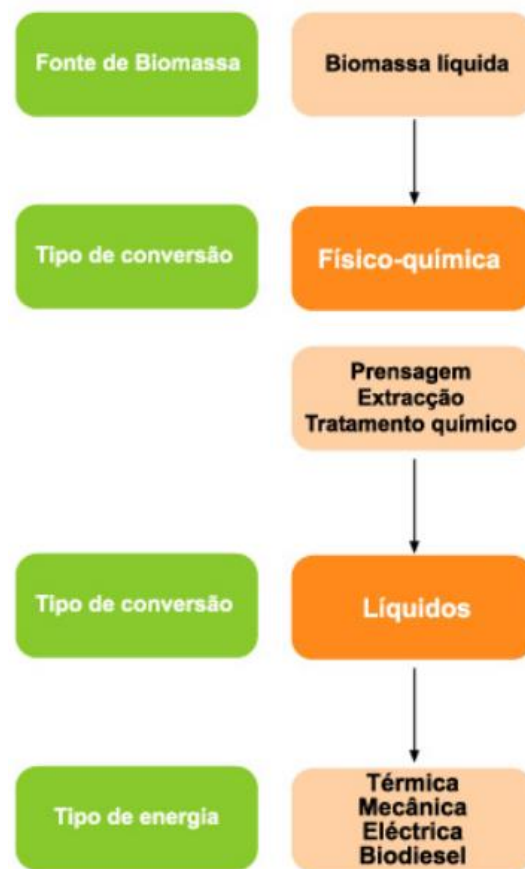 Fonte de Biomassa
Biomassa líquida
Tipo de conversão
Físico-química
Prensagem
Extracção
Tratamento químico
Tipo de conversão
Líquidos
Tipo de energia
Térmica
Mecânica
Eléctrica
Biodiesel